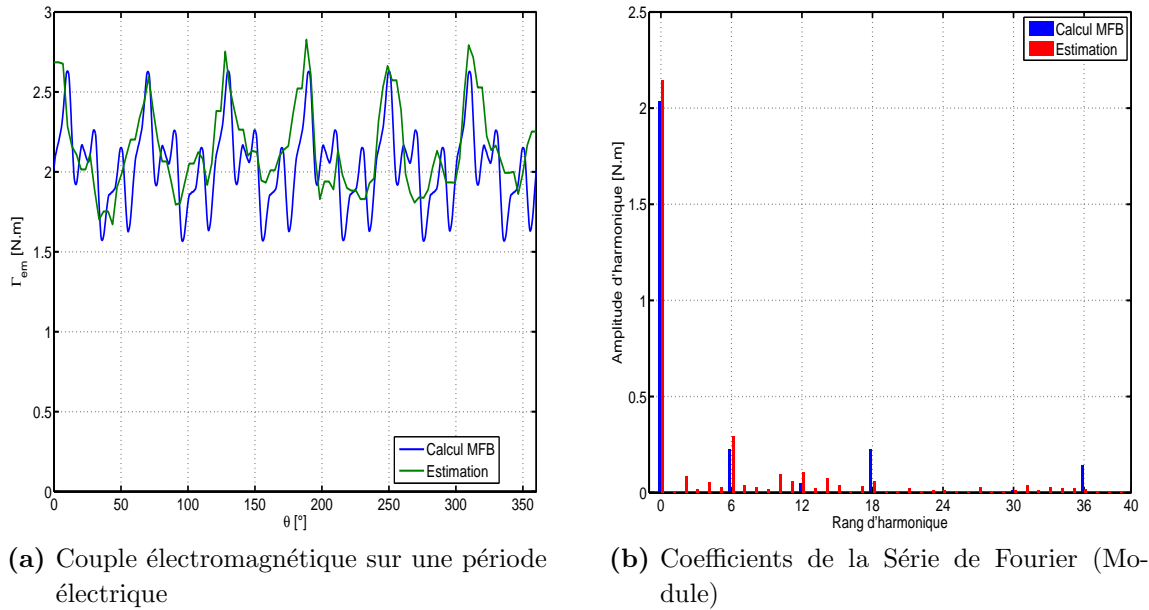 3
2.5
2
1.5
1
0.5
0
Γem [N.m]
0 50 100 150 200 250 300 350
θ [°]
Calcul MFB
Estimation
(a) Couple électromagnétique sur une période
électrique
2.5
2
1.5
1
0.5
0
Amplitude d'harmonique [N.m]
0 6 12 18 24 30 36 40
Rang d'harmonique
Calcul MFB
Estimation
(b) Coefficients de la Série de Fourier (Mo-
dule)